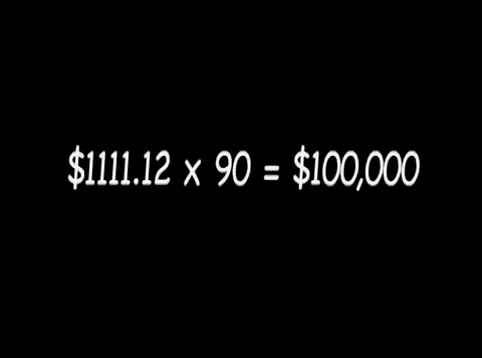 $1111.12 x 90 = $100,000